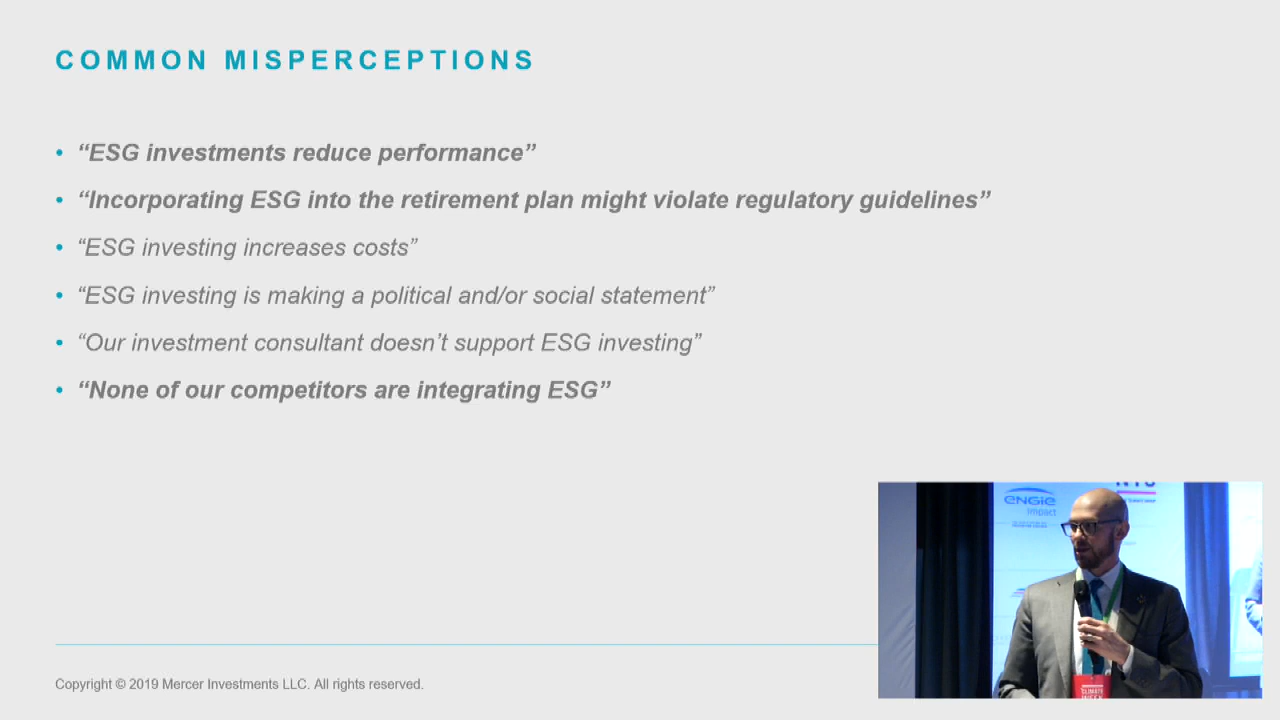 COMMON MISPERCEPTIONS
• “ESG investments reduce performance”
• “Incorporating ESG into the retirement plan might violate regulatory guidelines”
• “ESG investing increases costs”
• “ESG investing is making a political and/or social statement”
• “Our investment consultant doesn’t support ESG investing”
• “None of our competitors are integrating ESG”
ENGIE
impact
CLIMATE
WEEK
Copyright © 2019 Mercer Investments LLC. All rights reserved.